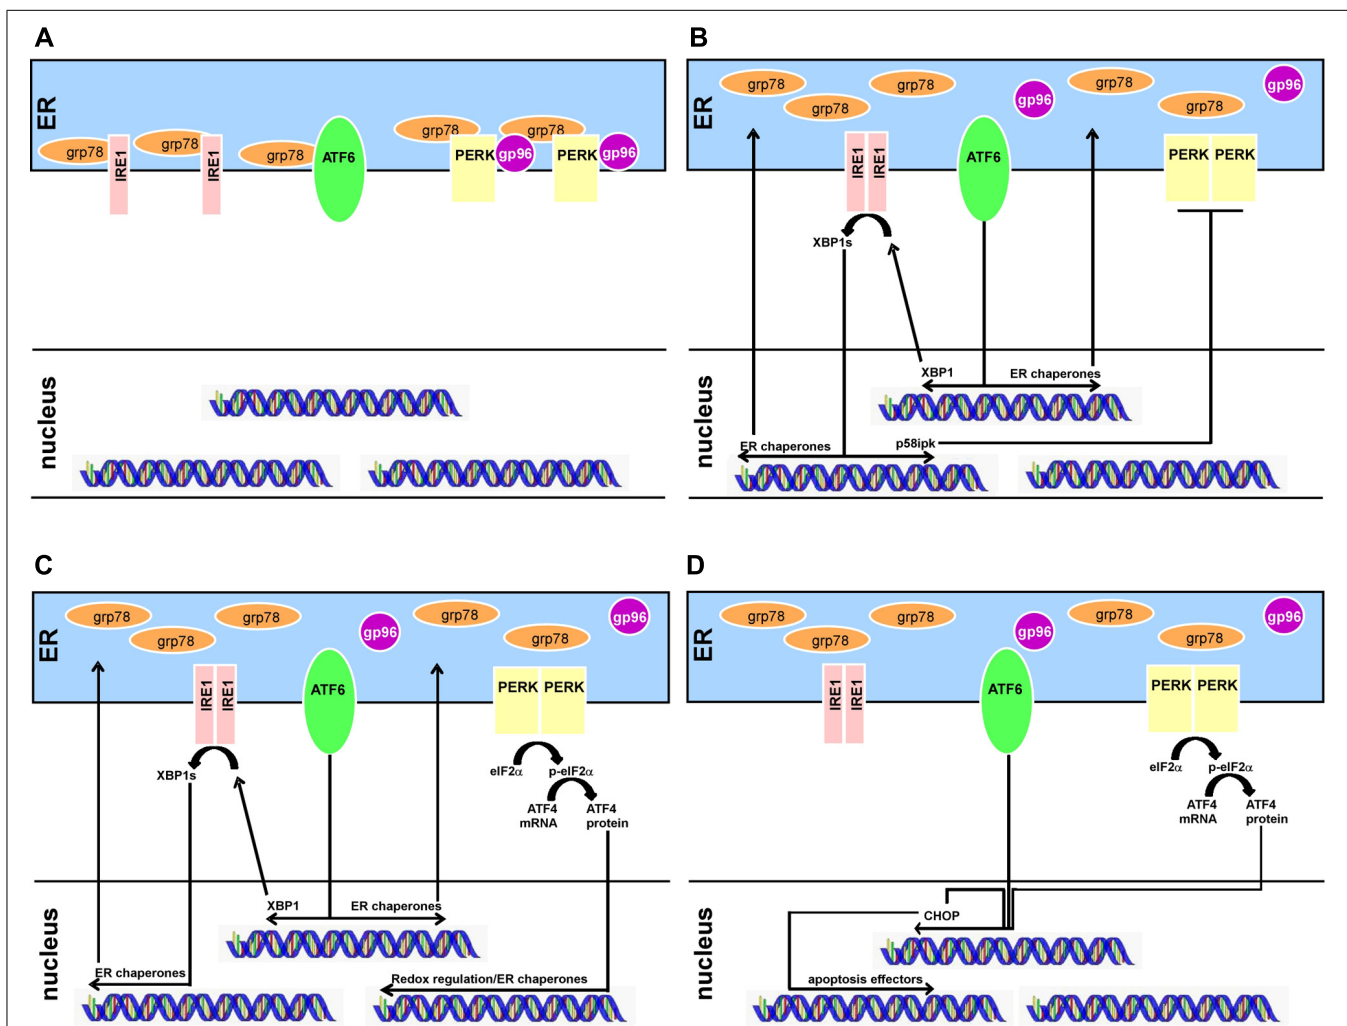 A
ER
grp78
grp78
grp78
grp78
grp78
IRE1
IRE1
ATF6
PERK
gp96
PERK
gp96
nucleus
B
ER
grp78
grp78
grp78
gp96
grp78
grp78
gp96
IRE1
IRE1
ATF6
PERK
PERK
XBP1s
XBP1
ER chaperones
ER chaperones
p58ipk
nucleus
C
ER
grp78
grp78
grp78
gp96
grp78
grp78
gp96
IRE1
IRE1
ATF6
PERK
PERK
XBP1s
eIF2α
p-eIF2α
ATF4
mRNA
ATF4
protein
XBP1
ER chaperones
ER chaperones
Redox regulation/ER chaperones
nucleus
D
ER
grp78
grp78
grp78
gp96
grp78
grp78
gp96
IRE1
IRE1
ATF6
PERK
PERK
eIF2α
p-eIF2α
ATF4
mRNA
ATF4
protein
CHOP
apoptosis effectors
nucleus